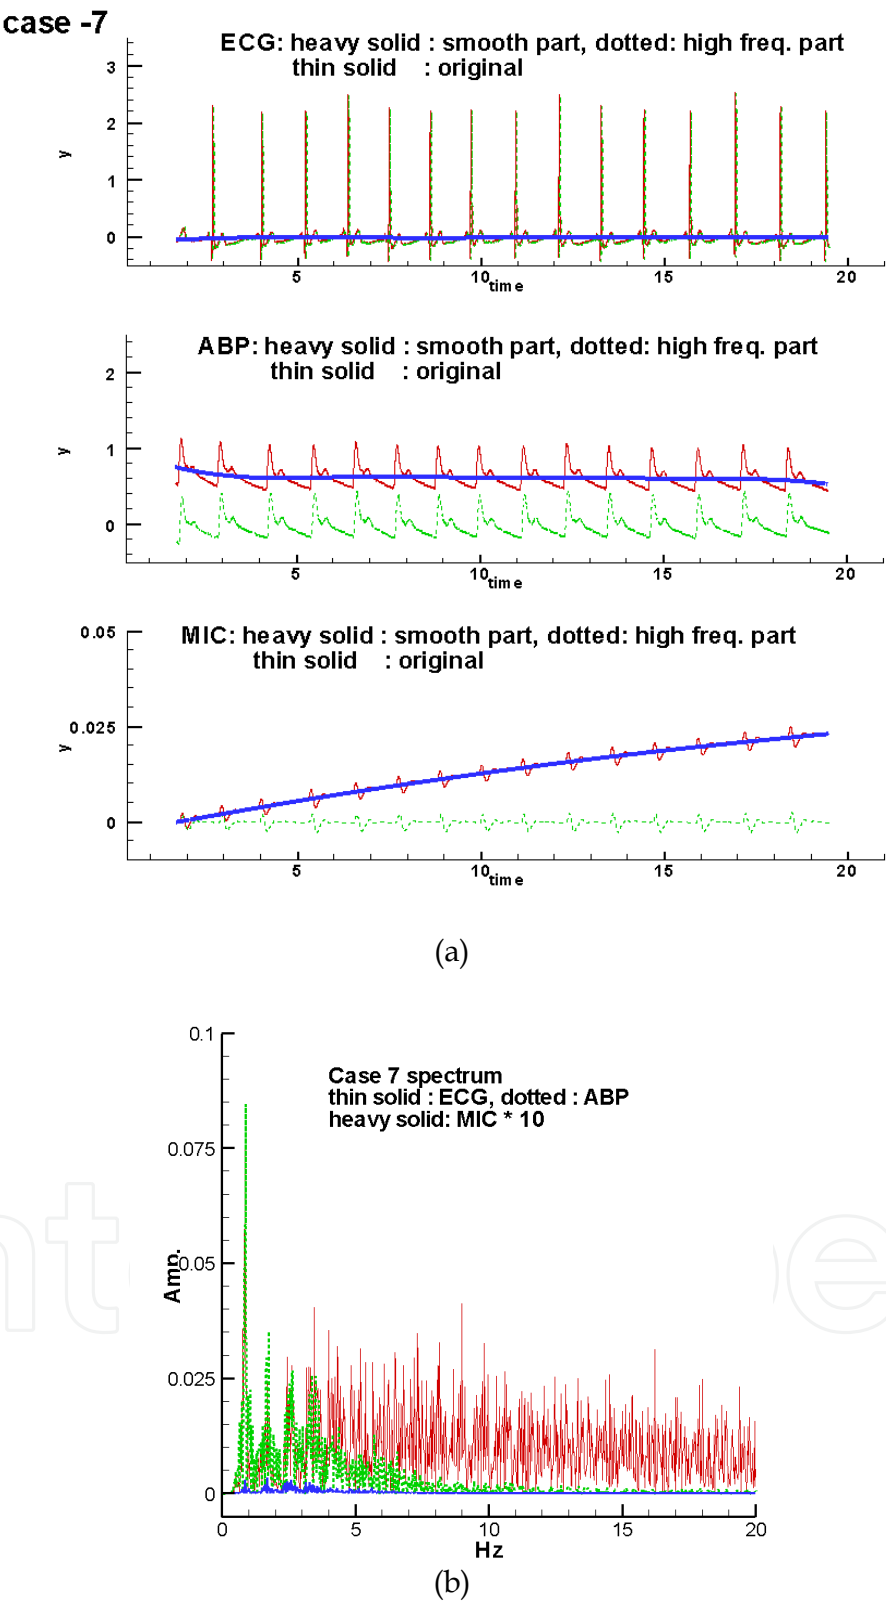 case -7
ECG: heavy solid : smooth part, dotted: high freq. part
thin solid : original
3
2
1
0
y
5
10
15
20
time
ABP: heavy solid : smooth part, dotted: high freq. part
thin solid : original
2
1
0
y
5
10
15
20
time
MIC: heavy solid : smooth part, dotted: high freq. part
thin solid : original
0.05
0.025
0
y
5
10
15
20
time
(a)
Case 7 spectrum
thin solid : ECG, dotted : ABP
heavy solid: MIC * 10
0.1
0.075
0.05
0.025
0
Amp.
0
5
10
15
20
Hz
(b)